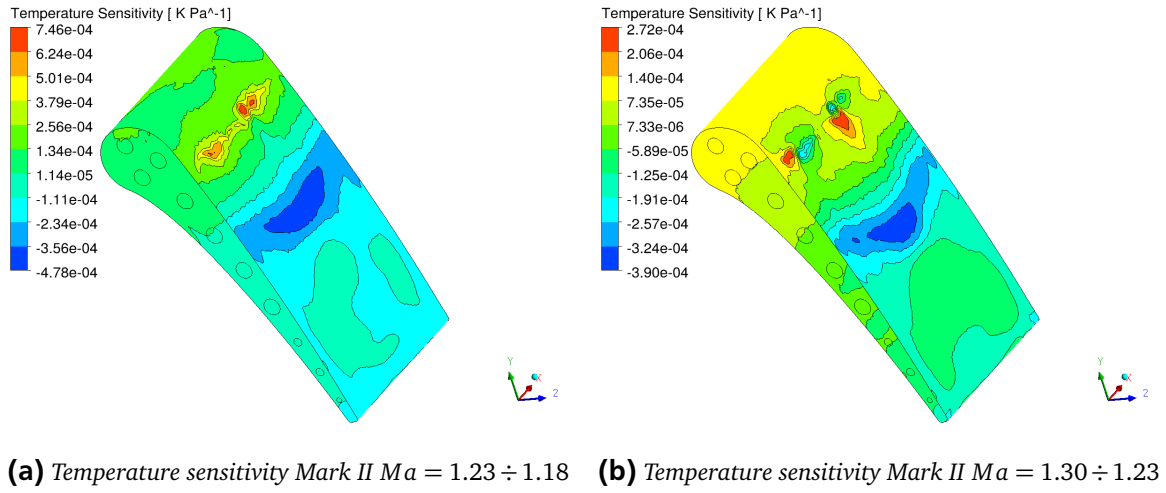 Temperature Sensitivity [ K Pa^-1]
7.46e-04
6.24e-04
5.01e-04
3.79e-04
2.56e-04
1.34e-04
1.14e-05
-1.11e-04
-2.34e-04
-3.56e-04
-4.78e-04
Y
X
Z
Temperature Sensitivity [ K Pa^-1]
2.72e-04
2.06e-04
1.40e-04
7.35e-05
7.33e-06
-5.89e-05
-1.25e-04
-1.91e-04
-2.57e-04
-3.24e-04
-3.90e-04
Y
X
Z
(a) Temperature sensitivity Mark II Ma = 1.23 ÷ 1.18
(b) Temperature sensitivity Mark II Ma = 1.30 ÷ 1.23